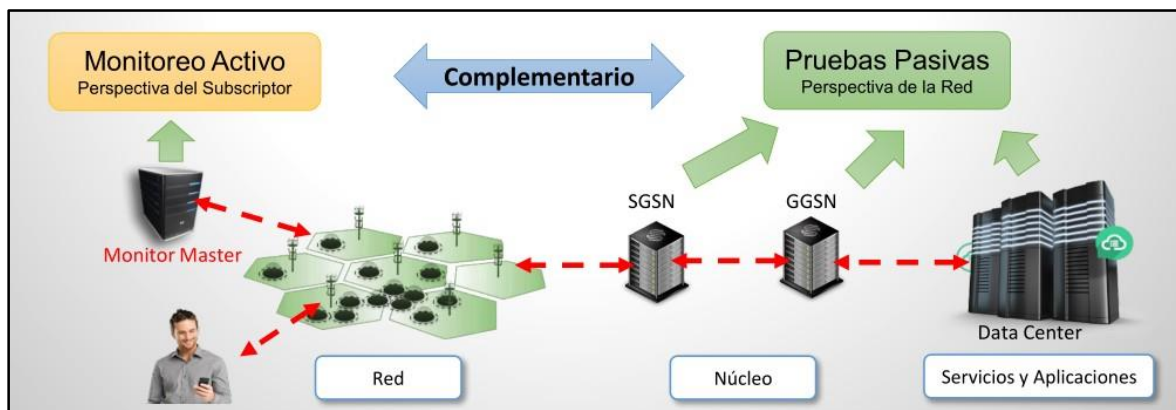 Monitoreo Activo
Perspectiva del Subscriptor
Complementario
Pruebas Pasivas
Perspectiva de la Red
SGSN
GGSN
Monitor Master
Data Center
Red
Núcleo
Servicios y Aplicaciones